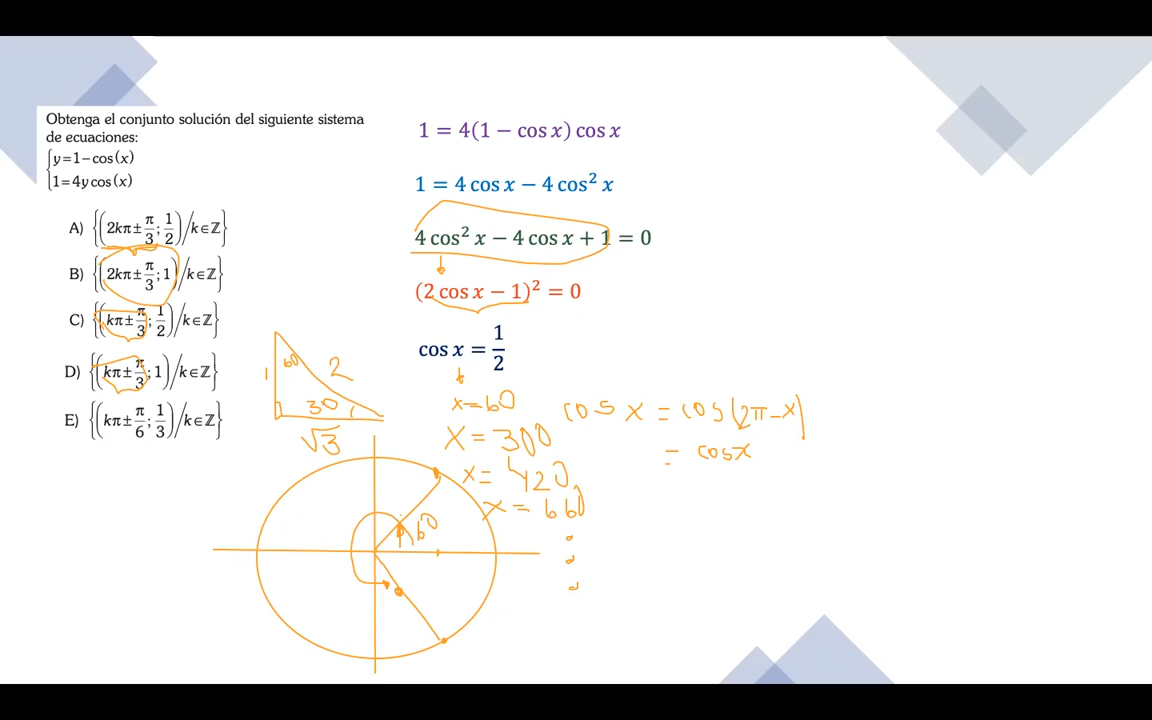 Obtenga el conjunto solución del siguiente sistema
de ecuaciones:
{y=1−cos(x)
1=4ycos(x)
A) {(2kπ±π/3;1/2)/k∈ℤ}
B) {(2kπ±π/3;1)/k∈ℤ}
C) {(kπ±π/3;1/2)/k∈ℤ}
D) {(kπ±π/3;1)/k∈ℤ}
E) {(kπ±π/6;1/3)/k∈ℤ}
1 = 4(1 − cos x) cos x
1 = 4 cos x − 4 cos² x
4 cos² x − 4 cos x + 1 = 0
(2 cos x − 1)² = 0
cos x = 1/2
x=60
x = 300
x = 420
x = 660
cos x = cos(2π−x)
= cosx
60
2
1
30
√3
60